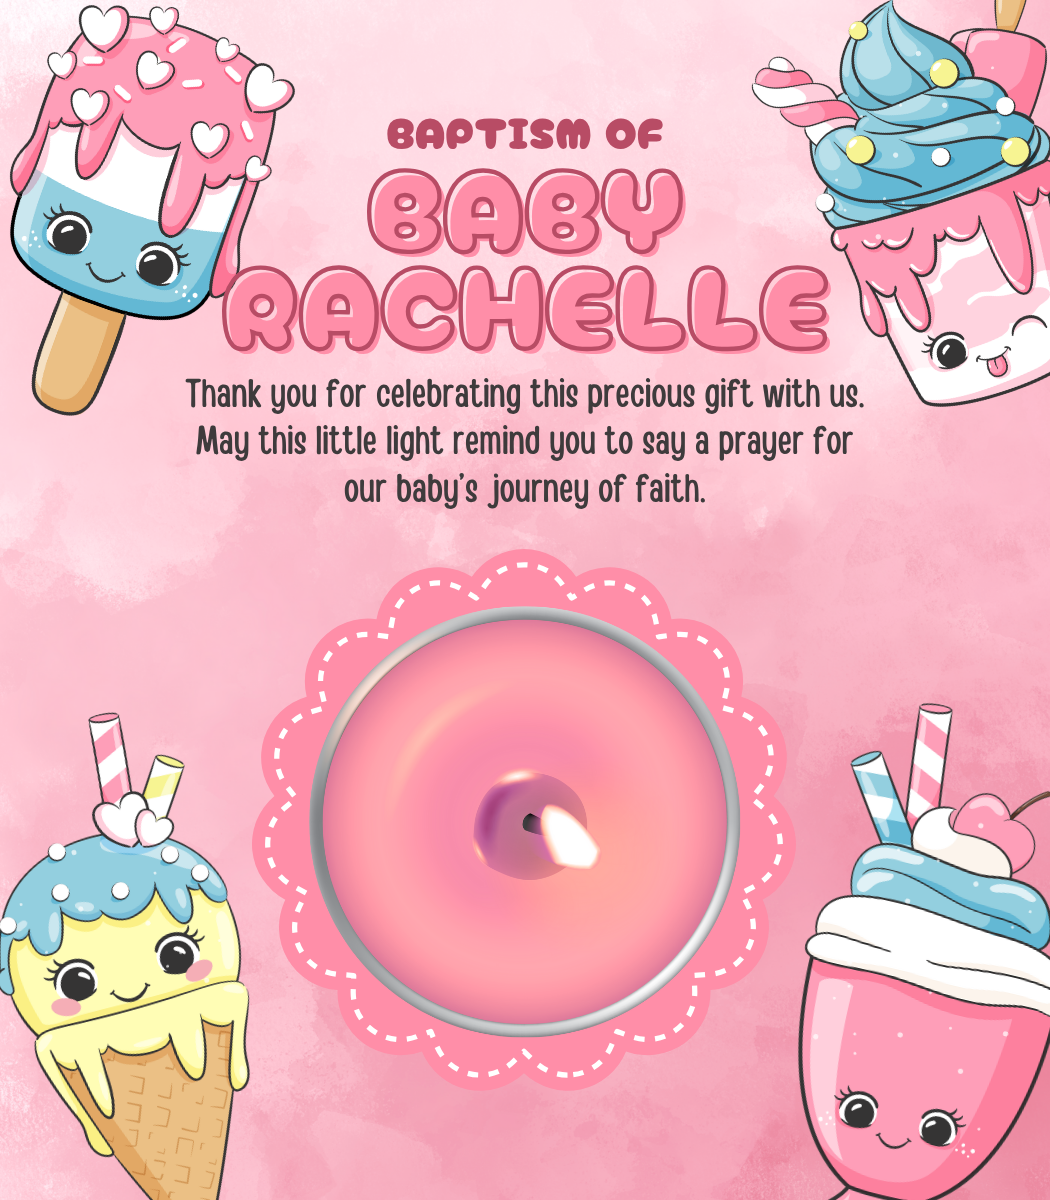 BAPTISM OF
BABY
RACHELLE
Thank you for celebrating this precious gift with us.
May this little light remind you to say a prayer for
our baby's journey of faith.